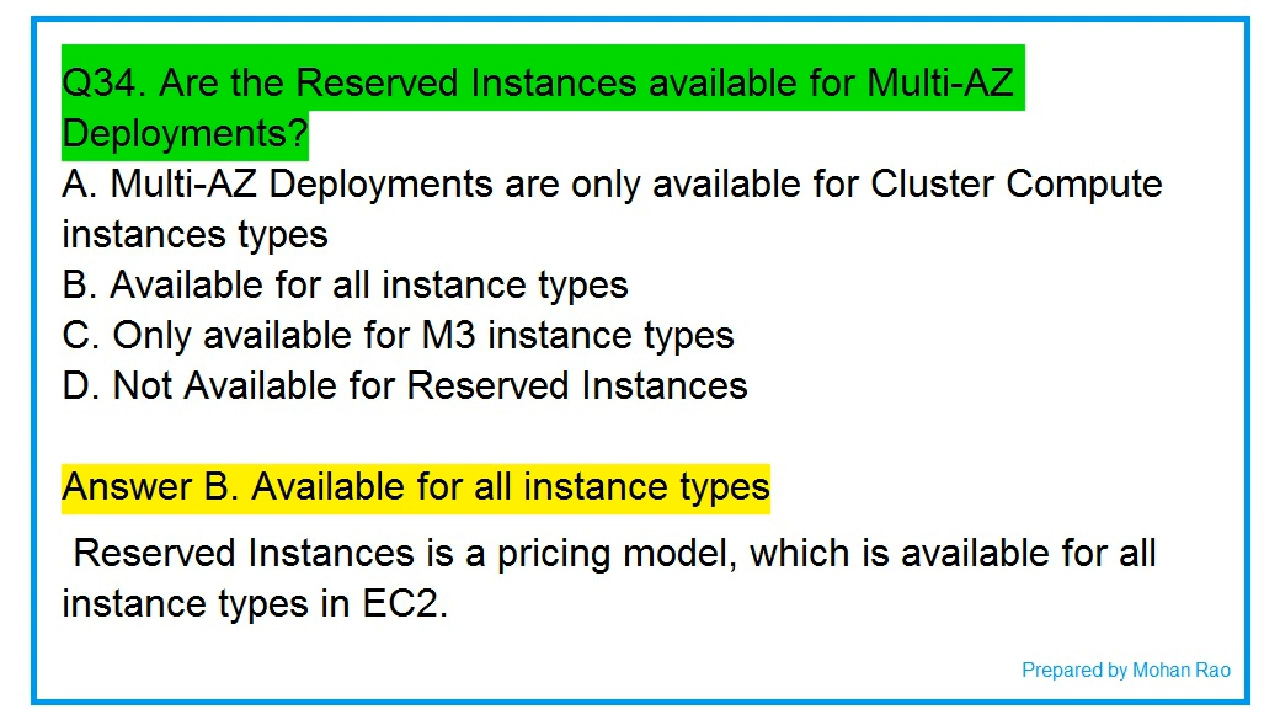 Q34. Are the Reserved Instances available for Multi-AZ
Deployments?
A. Multi-AZ Deployments are only available for Cluster Compute
instances types
B. Available for all instance types
C. Only available for M3 instance types
D. Not Available for Reserved Instances
Answer B. Available for all instance types
Reserved Instances is a pricing model, which is available for all
instance types in EC2.
Prepared by Mohan Rao